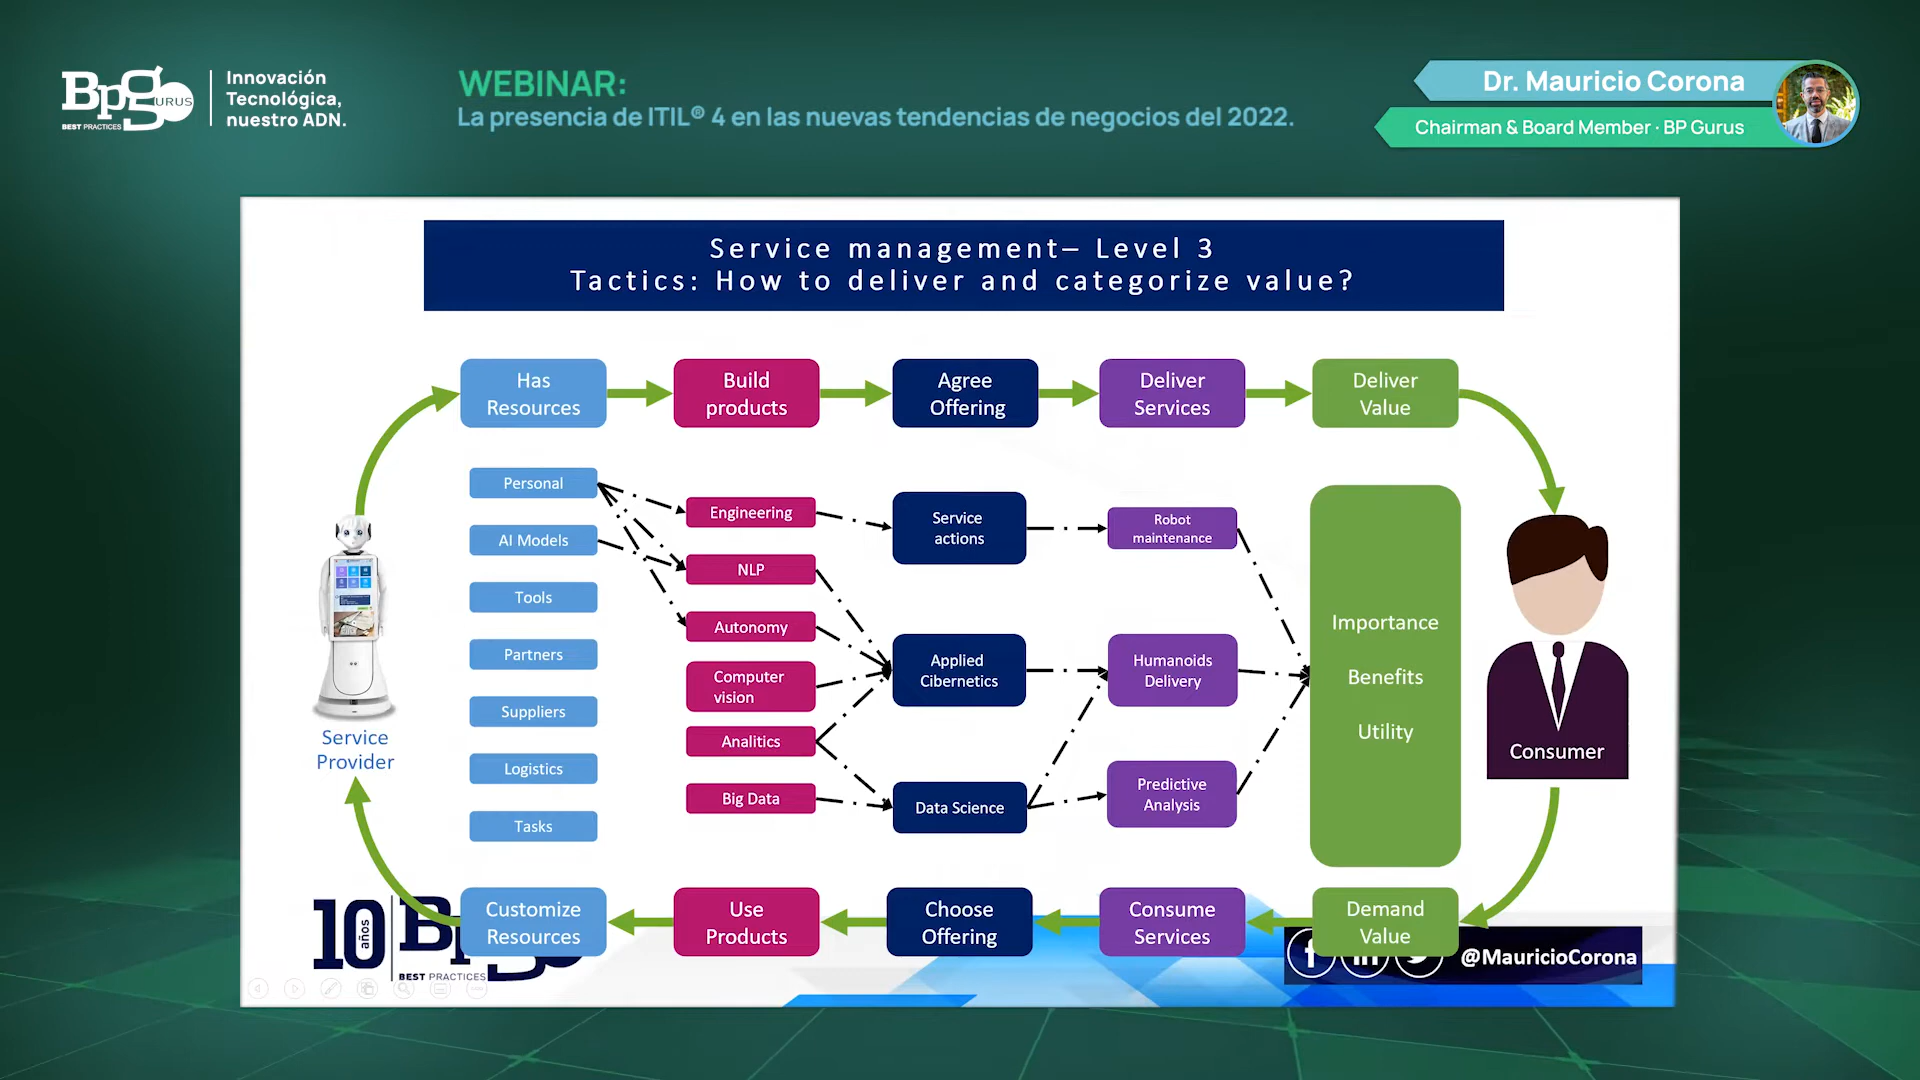 BpGURUS
BEST PRACTICES
Innovación
Tecnológica,
nuestro ADN.
WEBINAR:
La presencia de ITIL® 4 en las nuevas tendencias de negocios del 2022.
Dr. Mauricio Corona
Chairman & Board Member · BP Gurus
Service management– Level 3
Tactics: How to deliver and categorize value?
Has
Resources
Build
products
Agree
Offering
Deliver
Services
Deliver
Value
Personal
AI Models
Tools
Partners
Suppliers
Logistics
Tasks
Engineering
NLP
Autonomy
Computer
vision
Analitics
Big Data
Service
actions
Applied
Cibernetics
Data Science
Robot
maintenance
Humanoids
Delivery
Predictive
Analysis
Importance
Benefits
Utility
Service
Provider
Consumer
Customize
Resources
Use
Products
Choose
Offering
Consume
Services
Demand
Value
10 años
BEST PRACTICES
@MauricioCorona